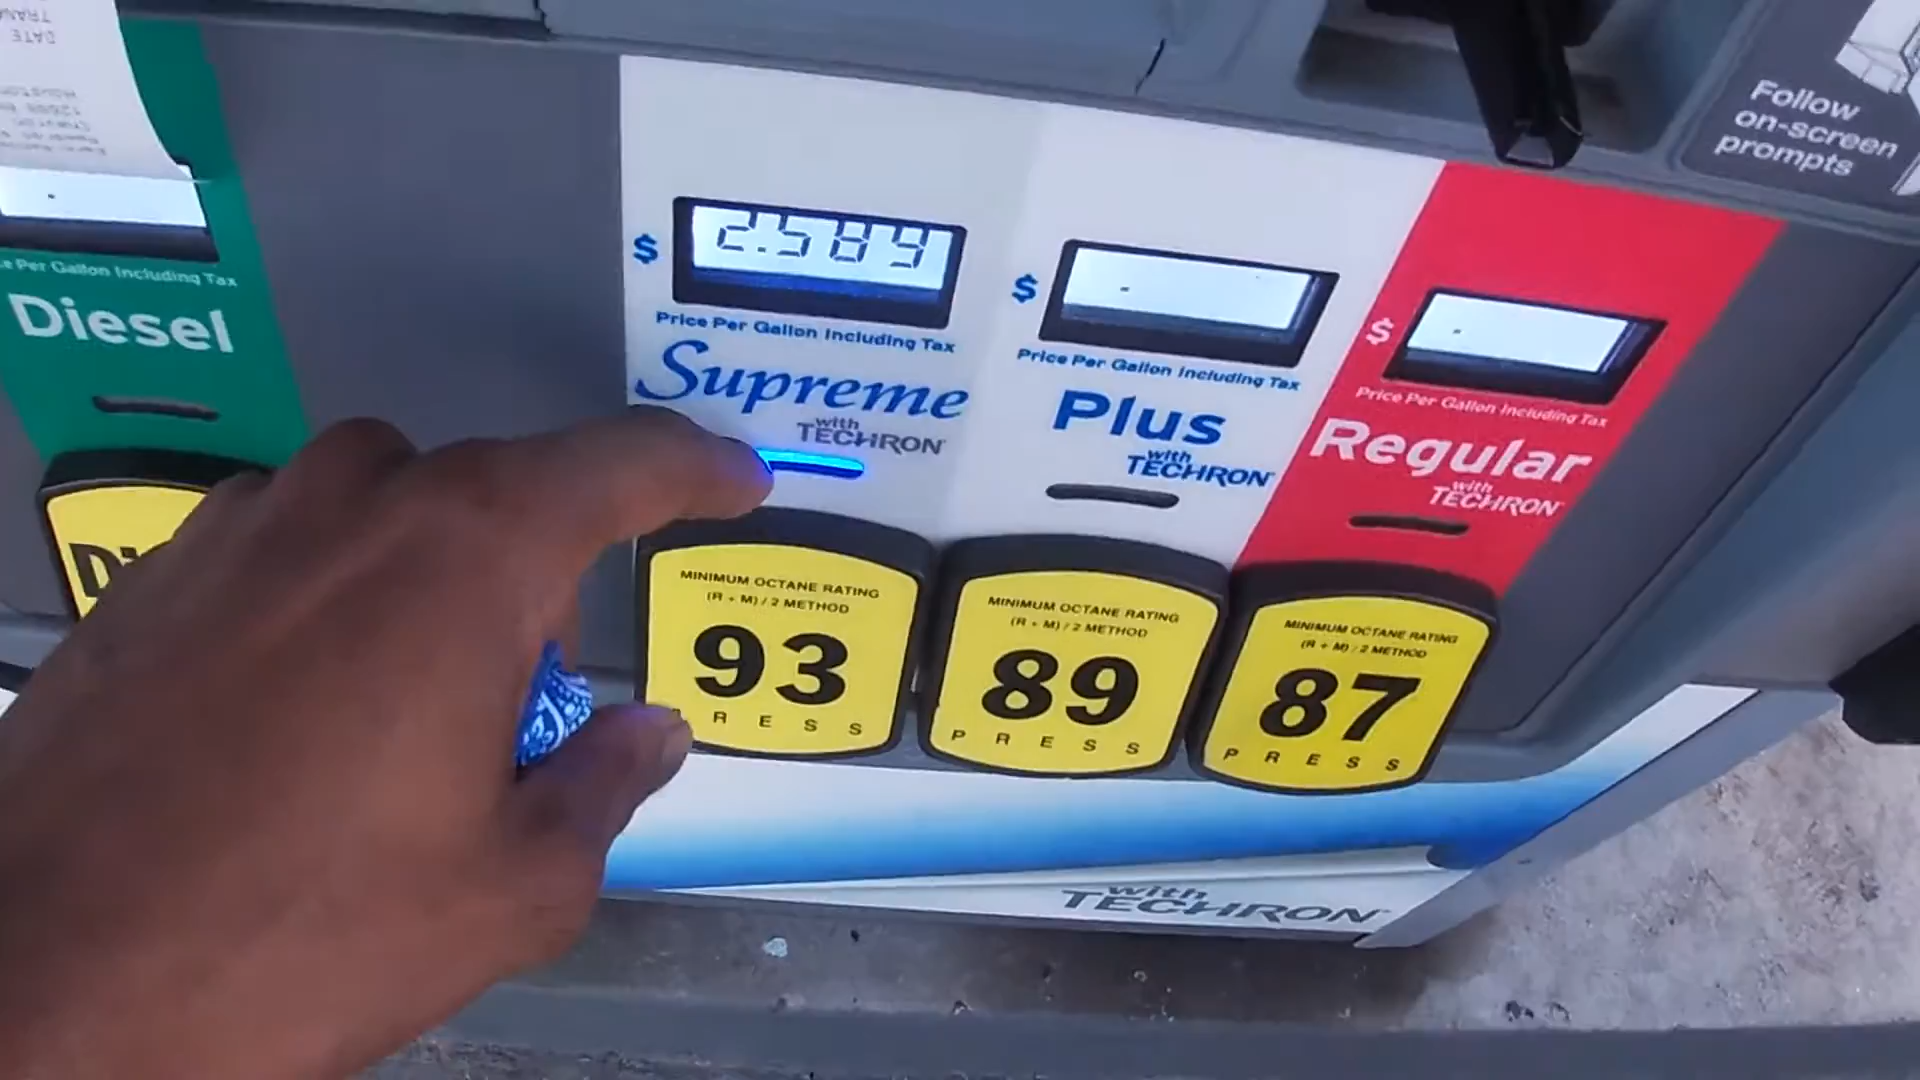 DATE
Follow
on-screen
prompts
$ 2.589
Price Per Gallon Including Tax
Supreme
with
TECHRON
$
Price Per Gallon Including Tax
Plus
with
TECHRON
$
Price Per Gallon Including Tax
Regular
with
TECHRON
Per Gallon Including Tax
Diesel
MINIMUM OCTANE RATING
(R + M) / 2 METHOD
93
PRESS
MINIMUM OCTANE RATING
(R + M) / 2 METHOD
89
PRESS
MINIMUM OCTANE RATING
(R + M) / 2 METHOD
87
PRESS
with
TECHRON